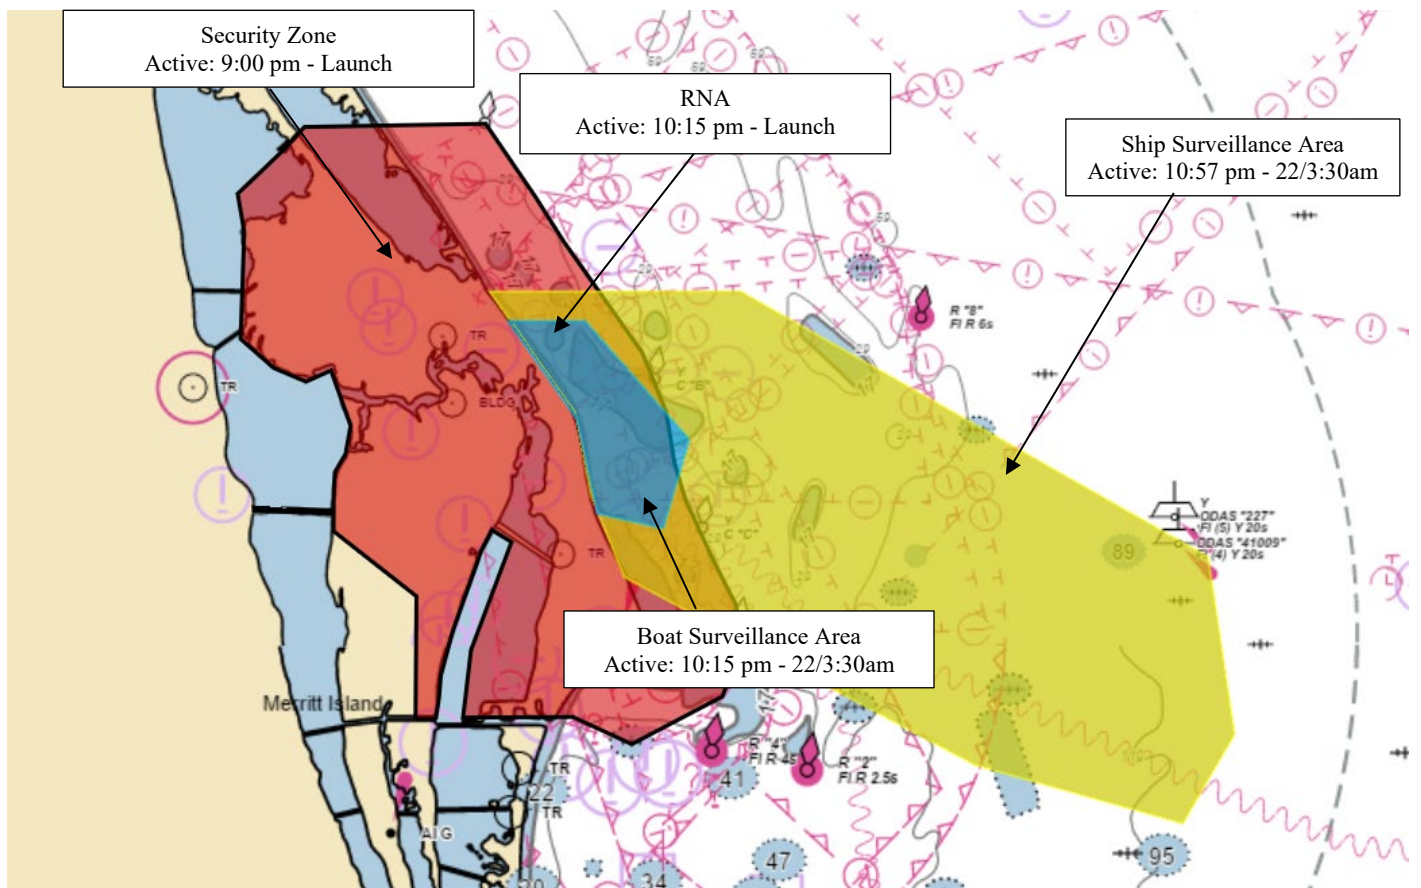 Security Zone
Active: 9:00 pm - Launch
RNA
Active: 10:15 pm - Launch
Ship Surveillance Area
Active: 10:57 pm - 22/3:30am
17
R "8"
Fl R 6s
TR
TR
BLDG
Y
C "B"
17
Y
C "C"
Y
ODAS "227"
Fl (5) Y 20s
ODAS "41009"
Fl (4) Y 20s
89
TR
Boat Surveillance Area
Active: 10:15 pm - 22/3:30am
Merritt Island
17
R "4"
Fl R 4s
R "2"
Fl R 2.5s
TR
22
TR
41
AIG
47
34
95